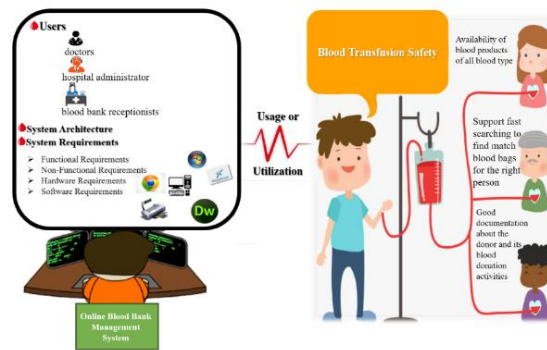 Users
doctors
hospital administrator
blood bank receptionists
System Architecture
System Requirements
Functional Requirements
Non-Functional Requirements
Hardware Requirements
Software Requirements
Dw
Online Blood Bank
Management
System
Usage or
Utilization
Blood Transfusion Safety
Availability of
blood products
of all blood type
Support fast
searching to
find match
blood bags
for the right
person
Good
documentation
about the
donor and its
blood
donation
activities